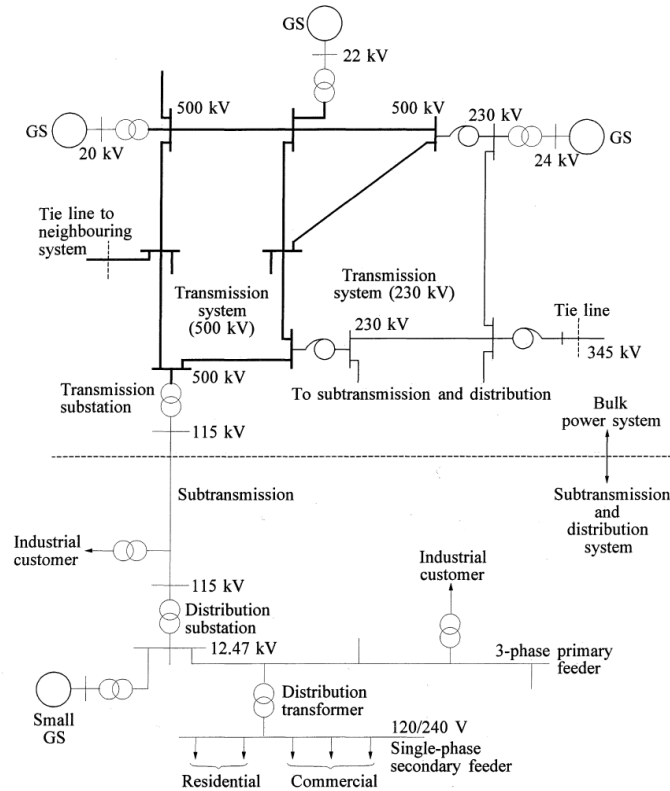 GS
22 kV
500 kV
500 kV
230 kV
GS
20 kV
24 kV
GS
Tie line to
neighbouring
system
Transmission
system
(500 kV)
Transmission
system (230 kV)
Tie line
230 kV
345 kV
500 kV
To subtransmission and distribution
Transmission
substation
115 kV
Bulk
power system
Subtransmission
Subtransmission
and
distribution
system
Industrial
customer
Industrial
customer
115 kV
Distribution
substation
12.47 kV
3-phase primary
feeder
Small
GS
Distribution
transformer
120/240 V
Single-phase
secondary feeder
Residential
Commercial